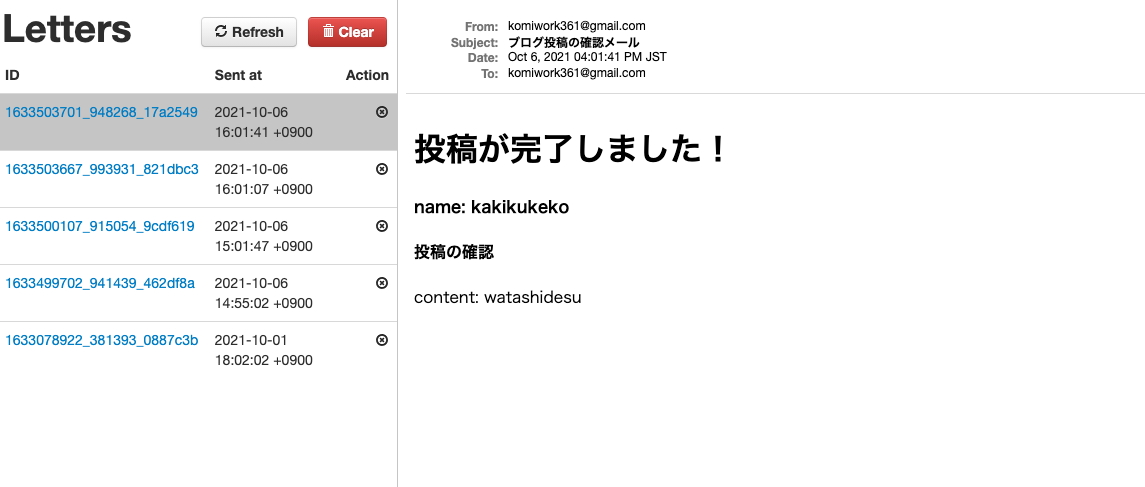 Letters
Refresh
Clear
ID Sent at Action
1633503701_948268_17a2549 2021-10-06
16:01:41 +0900
1633503667_993931_821dbc3 2021-10-06
16:01:07 +0900
1633500107_915054_9cdf619 2021-10-06
15:01:47 +0900
1633499702_941439_462df8a 2021-10-06
14:55:02 +0900
1633078922_381393_0887c3b 2021-10-01
18:02:02 +0900
From: komiwork361@gmail.com
Subject: ブログ投稿の確認メール
Date: Oct 6, 2021 04:01:41 PM JST
To: komiwork361@gmail.com
投稿が完了しました！
name: kakikukeko
投稿の確認
content: watashidesu